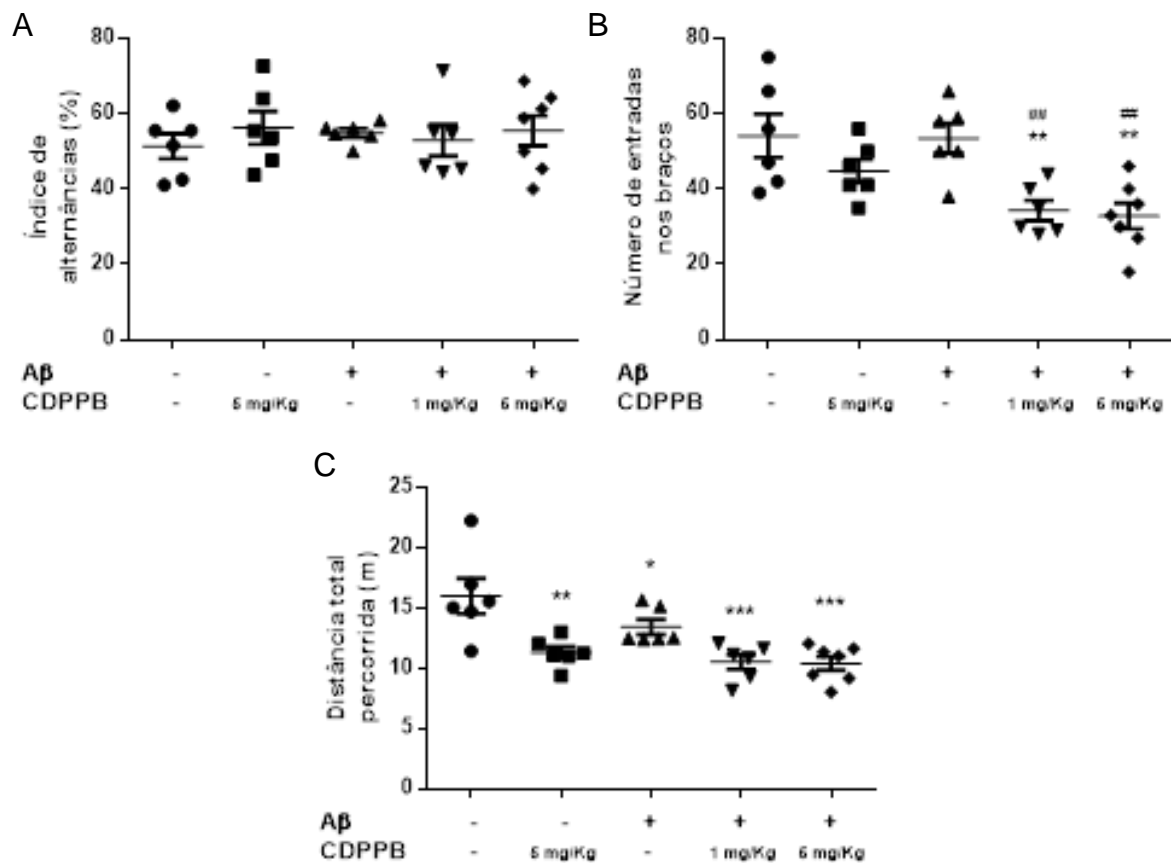 A
80
60
40
20
0
Índice de
alternâncias (%)
Aβ - - + + +
CDPPB - 5 mg/Kg - 1 mg/Kg 5 mg/Kg
B
80
60
40
20
0
Número de entradas
nos braços
## ##
** **
Aβ - - + + +
CDPPB - 5 mg/Kg - 1 mg/Kg 5 mg/Kg
C
25
20
15
10
5
0
Distância total
percorrida (m)
** * *** ***
Aβ - - + + +
CDPPB - 5 mg/Kg - 1 mg/Kg 5 mg/Kg